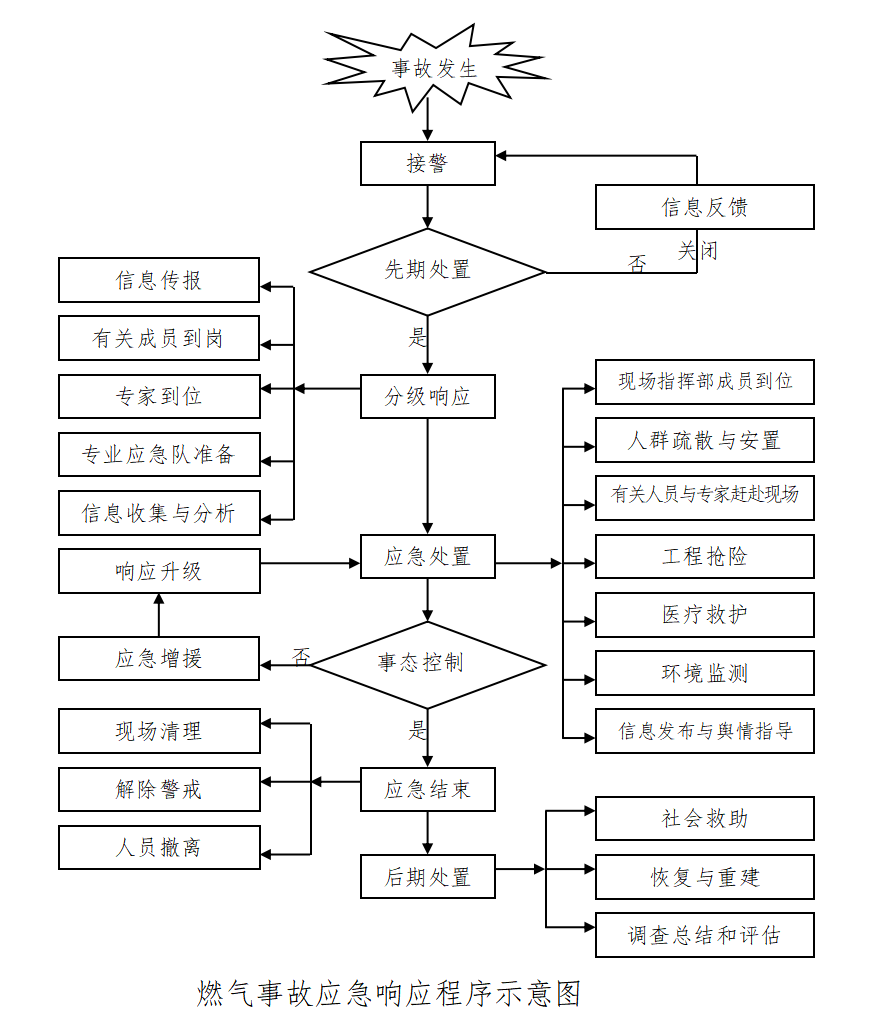 事故发生
接警
信息反馈
关闭
先期处置
否
是
信息传报
有关成员到岗
专家到位
专业应急队准备
信息收集与分析
分级响应
现场指挥部成员到位
人群疏散与安置
有关人员与专家赶赴现场
工程抢险
医疗救护
环境监测
信息发布与舆情指导
响应升级
应急处置
应急增援
否
事态控制
是
现场清理
解除警戒
人员撤离
应急结束
后期处置
社会救助
恢复与重建
调查总结和评估
燃气事故应急响应程序示意图